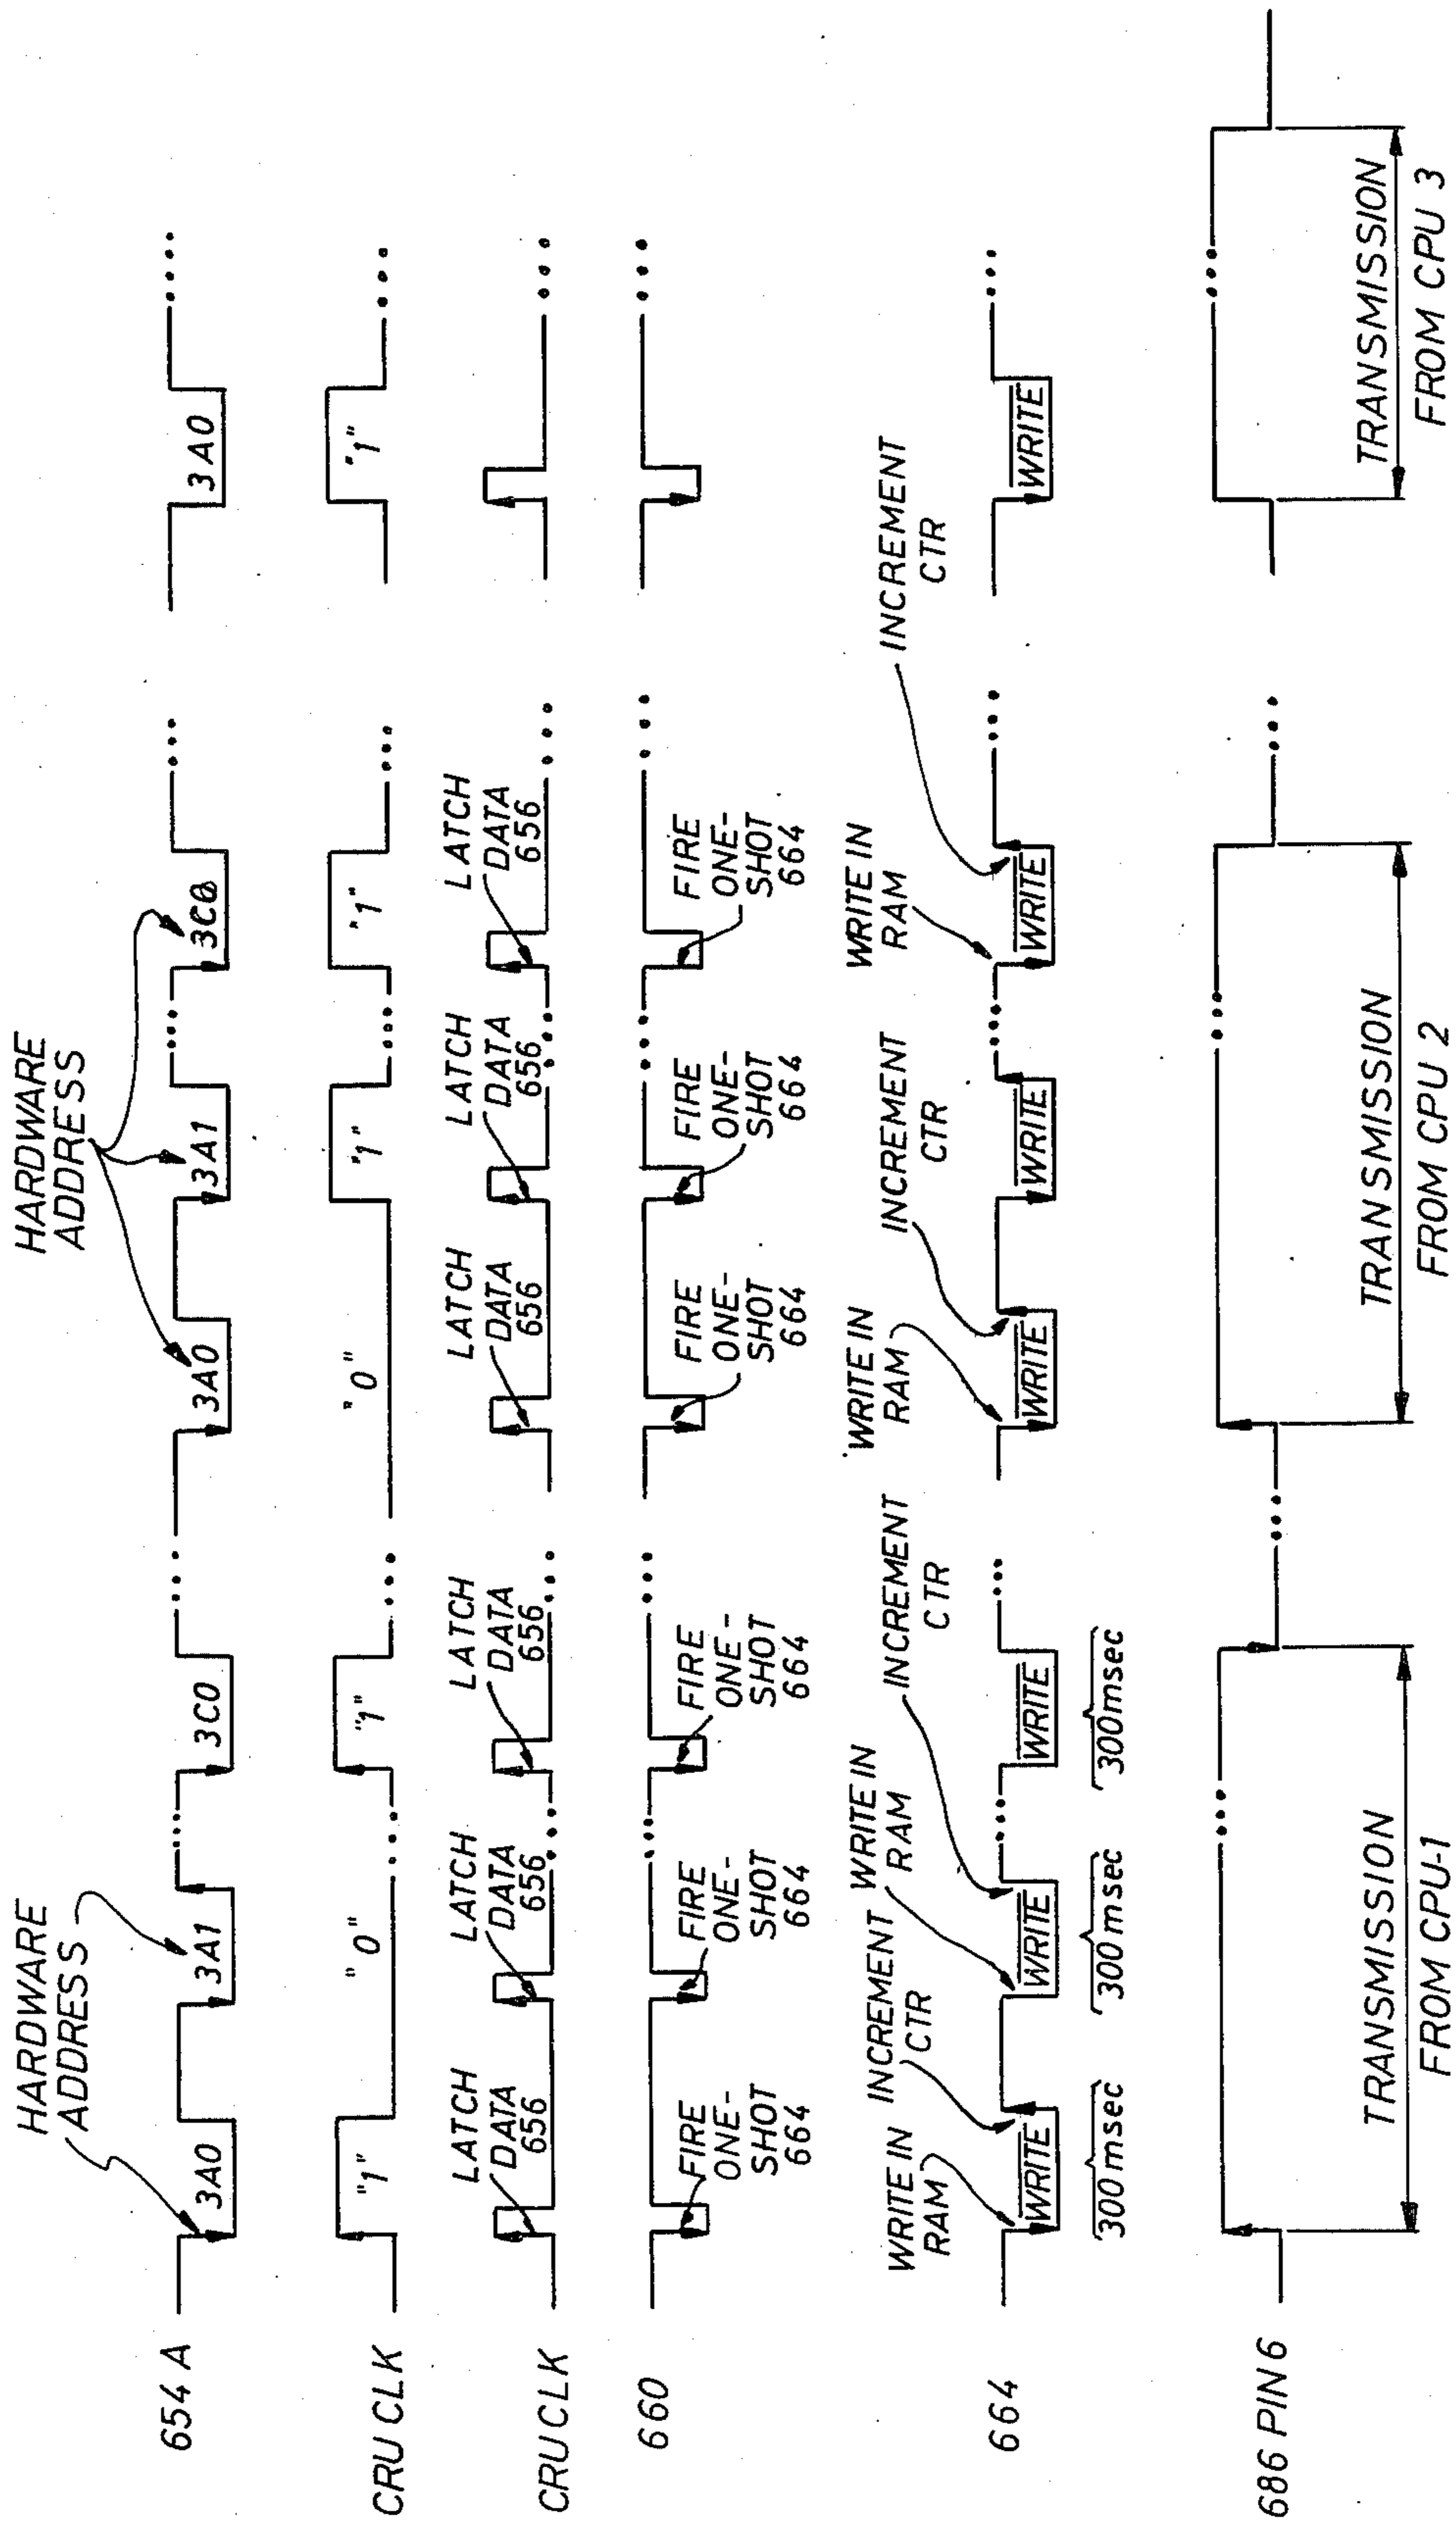 HARDWARE
ADDRESS
HARDWARE
ADDRESS
654 A
3A0
3A1
3C0
3A0
3A1
3C0
3A0
CRU CLK
"1"
"0"
"1"
"0"
"1"
"1"
"1"
CRU CLK
LATCH
DATA
656
LATCH
DATA
656
LATCH
DATA
656
LATCH
DATA
656
LATCH
DATA
656
LATCH
DATA
656
660
FIRE
ONE-
SHOT
664
FIRE
ONE-
SHOT
664
FIRE
ONE-
SHOT
664
FIRE
ONE-
SHOT
664
FIRE
ONE-
SHOT
664
FIRE
ONE-
SHOT
664
WRITE IN
RAM
INCREMENT
CTR
WRITE IN
RAM
INCREMENT
CTR
WRITE IN
RAM
INCREMENT
CTR
WRITE IN
RAM
INCREMENT
CTR
664
WRITE
WRITE
WRITE
WRITE
WRITE
WRITE
WRITE
300 msec
300 msec
300 msec
686 PIN 6
TRANSMISSION
FROM CPU-1
TRANSMISSION
FROM CPU 2
TRANSMISSION
FROM CPU 3